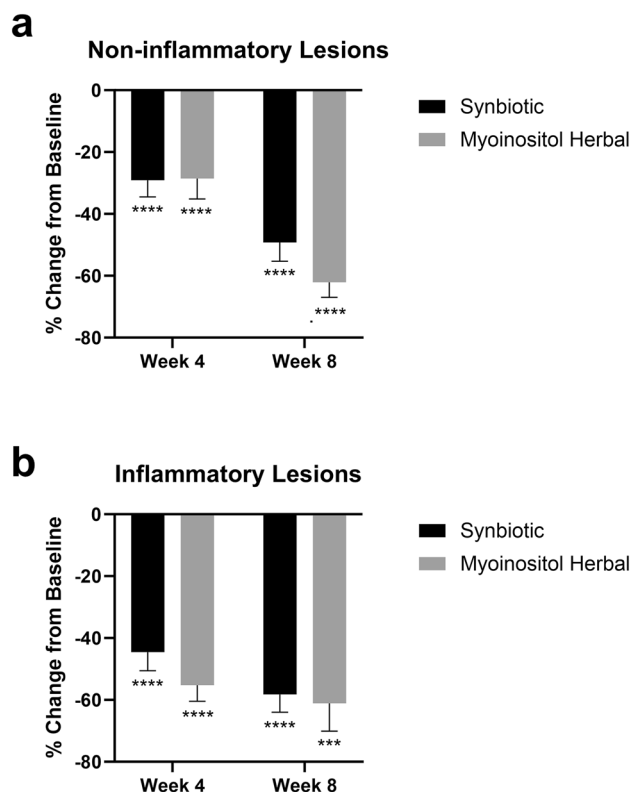 a
Non-inflammatory Lesions
% Change from Baseline
0
-20
-40
-60
-80
****
****
****
****
Week 4
Week 8
Synbiotic
Myoinositol Herbal
b
Inflammatory Lesions
% Change from Baseline
0
-20
-40
-60
-80
****
****
****
***
Week 4
Week 8
Synbiotic
Myoinositol Herbal